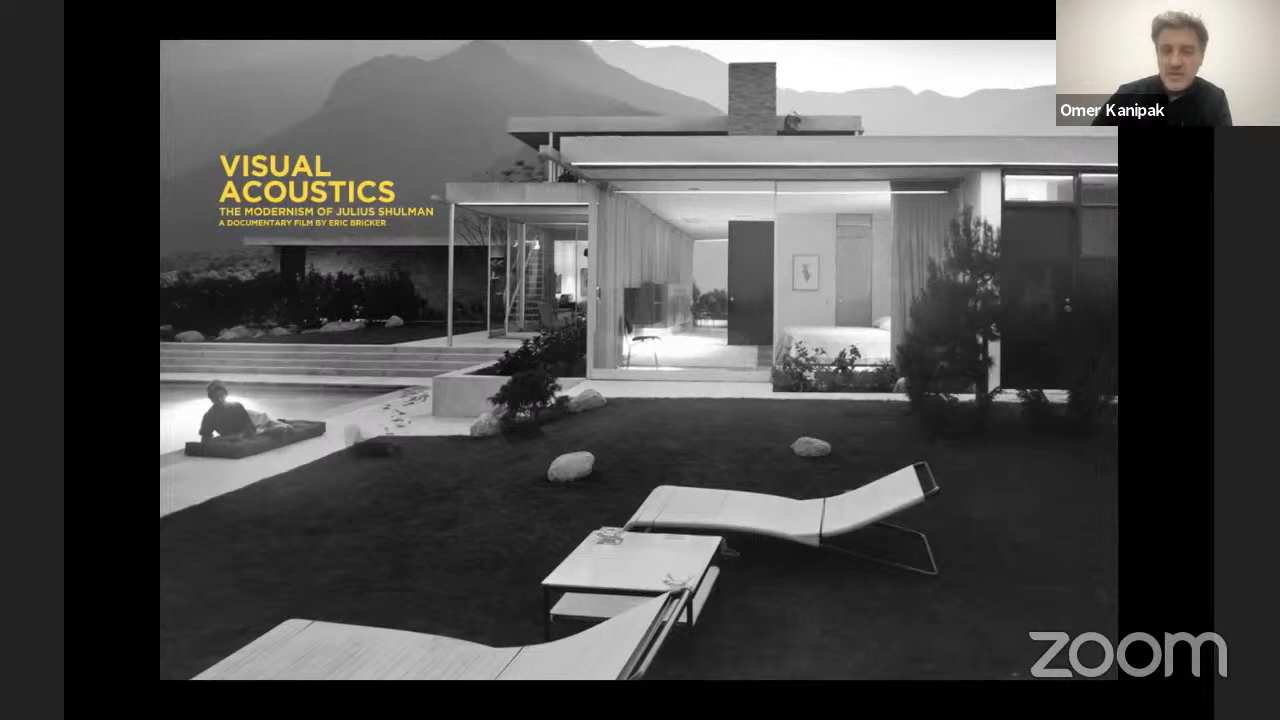 VISUAL
ACOUSTICS
THE MODERNISM OF JULIUS SHULMAN
A DOCUMENTARY FILM BY ERIC BRICKER
Omer Kanipak
zoom